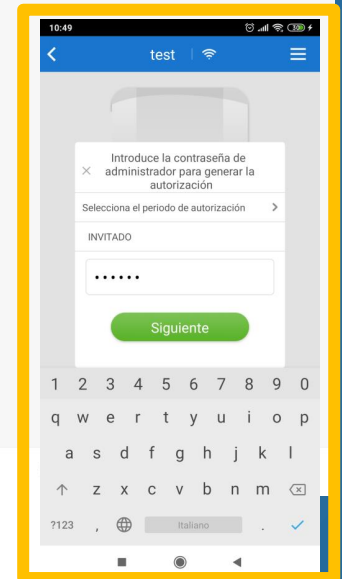 10:49
test
Introduce la contraseña de
administrador para generar la
autorización
Selecciona el periodo de autorización
INVITADO
••••••
Siguiente
1 2 3 4 5 6 7 8 9 0
q w e r t y u i o p
a s d f g h j k l
z x c v b n m
?123 , Italiano .